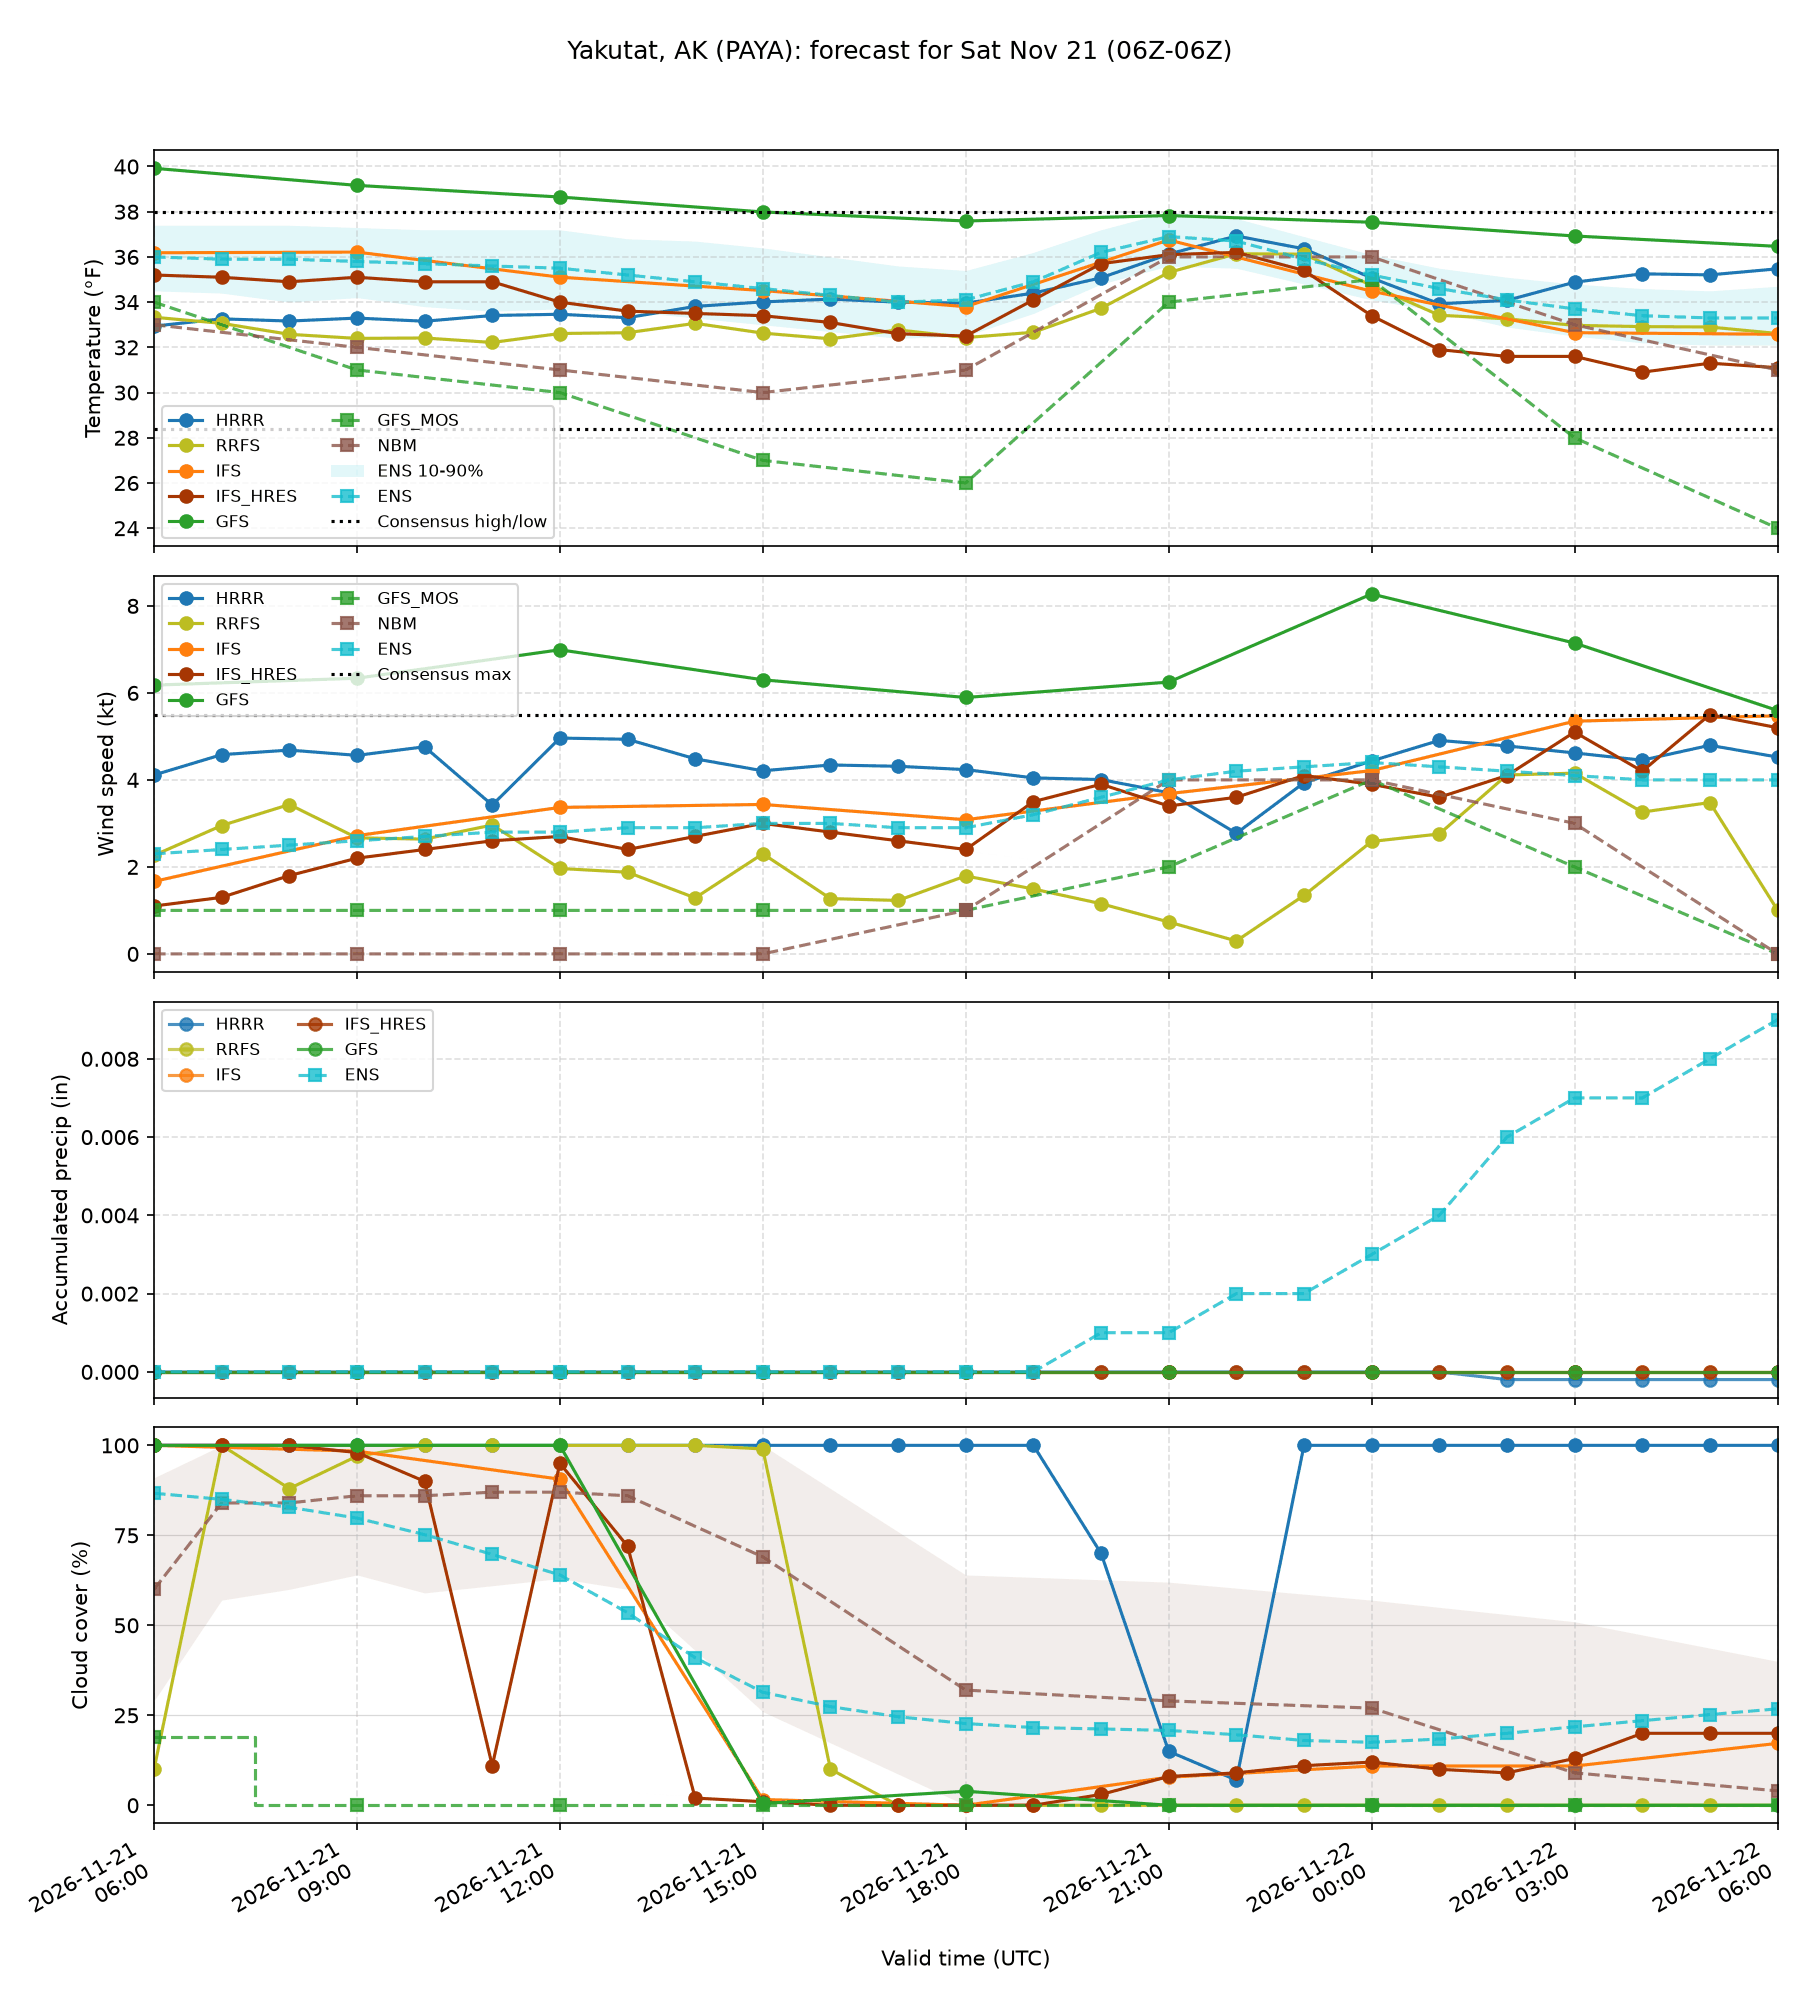 Yakutat, AK (PAYA): forecast for Sat Nov 21 (06Z-06Z)
Temperature (°F)
40
38
36
34
32
30
28
26
24
HRRR
RRFS
IFS
IFS_HRES
GFS
GFS_MOS
NBM
ENS 10-90%
ENS
Consensus high/low
Wind speed (kt)
8
6
4
2
0
HRRR
RRFS
IFS
IFS_HRES
GFS
GFS_MOS
NBM
ENS
Consensus max
Accumulated precip (in)
0.008
0.006
0.004
0.002
0.000
HRRR
RRFS
IFS
IFS_HRES
GFS
ENS
Cloud cover (%)
100
75
50
25
0
2026-11-21
06:00
2026-11-21
09:00
2026-11-21
12:00
2026-11-21
15:00
2026-11-21
18:00
2026-11-21
21:00
2026-11-22
00:00
2026-11-22
03:00
2026-11-22
06:00
Valid time (UTC)